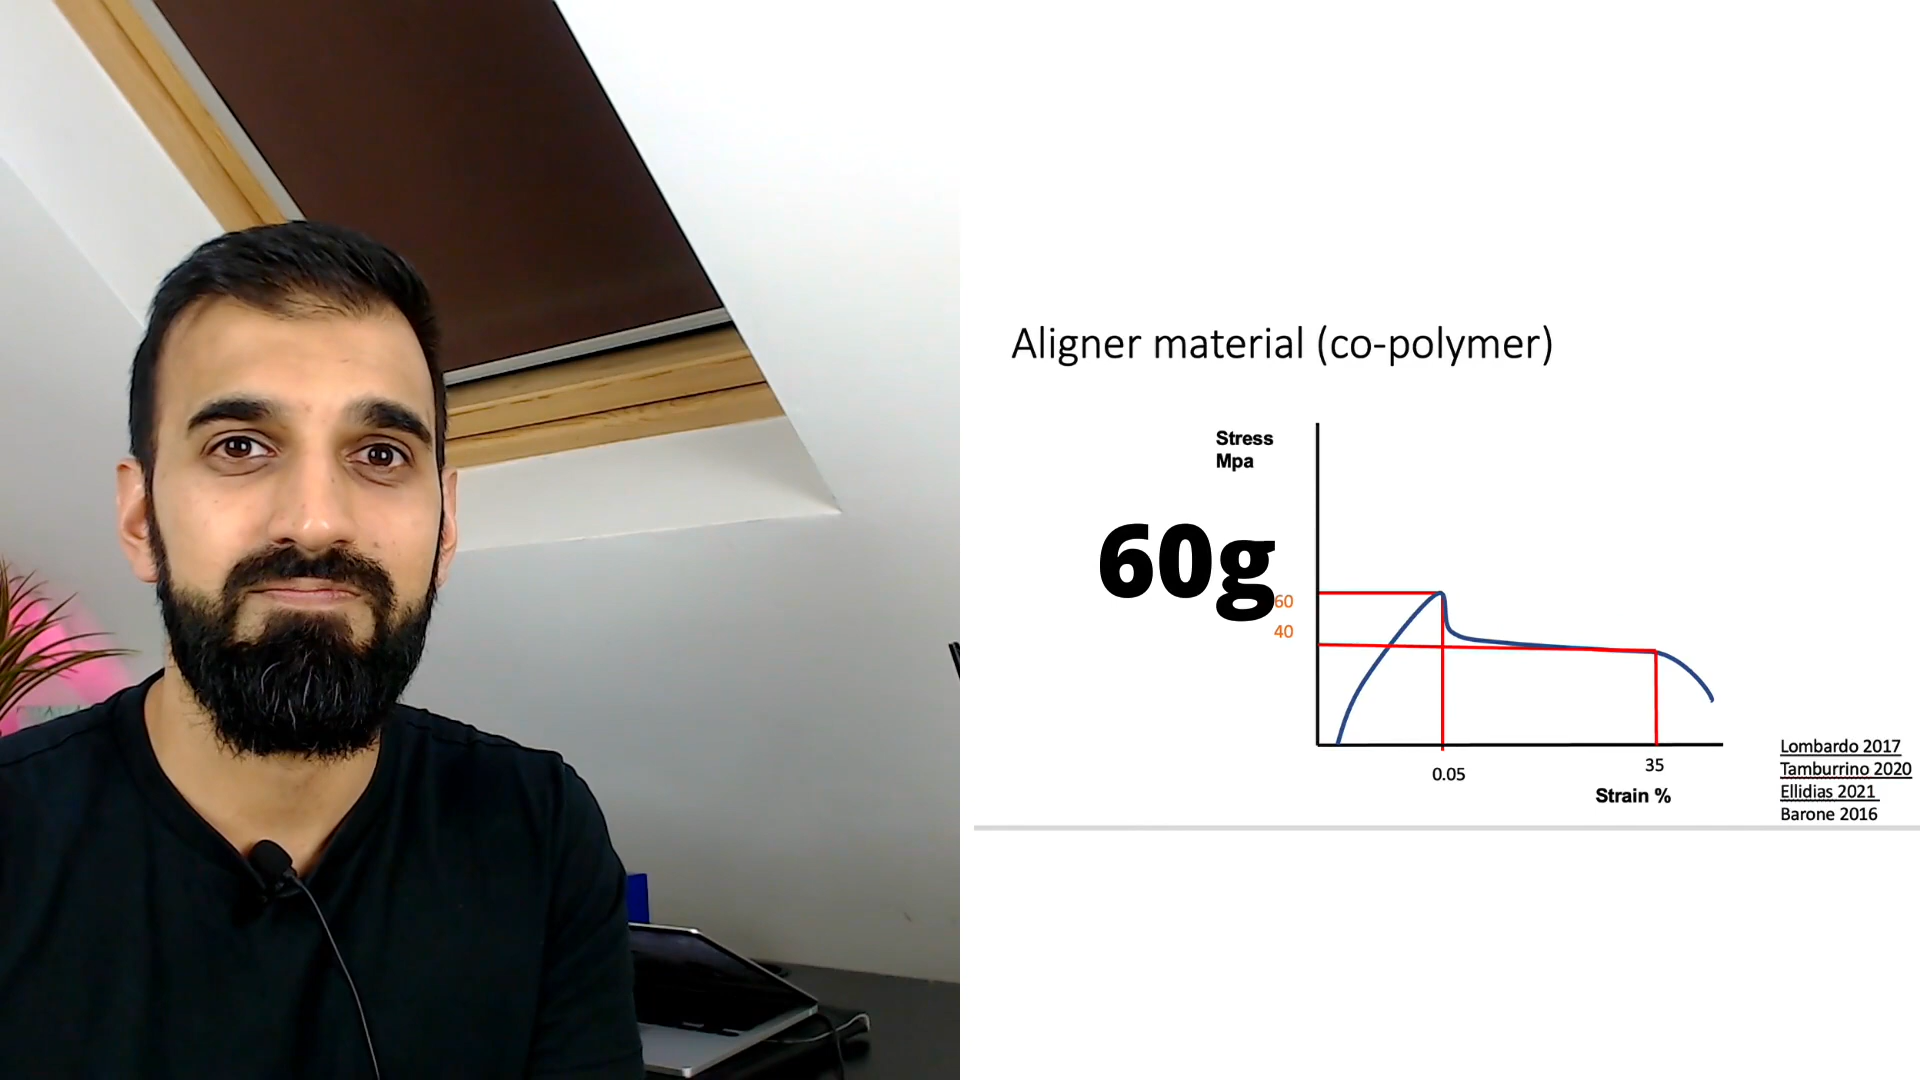 Aligner material (co-polymer)
Stress
Mpa
60g
60
40
0.05
35
Strain %
Lombardo 2017
Tamburrino 2020
Ellidias 2021
Barone 2016